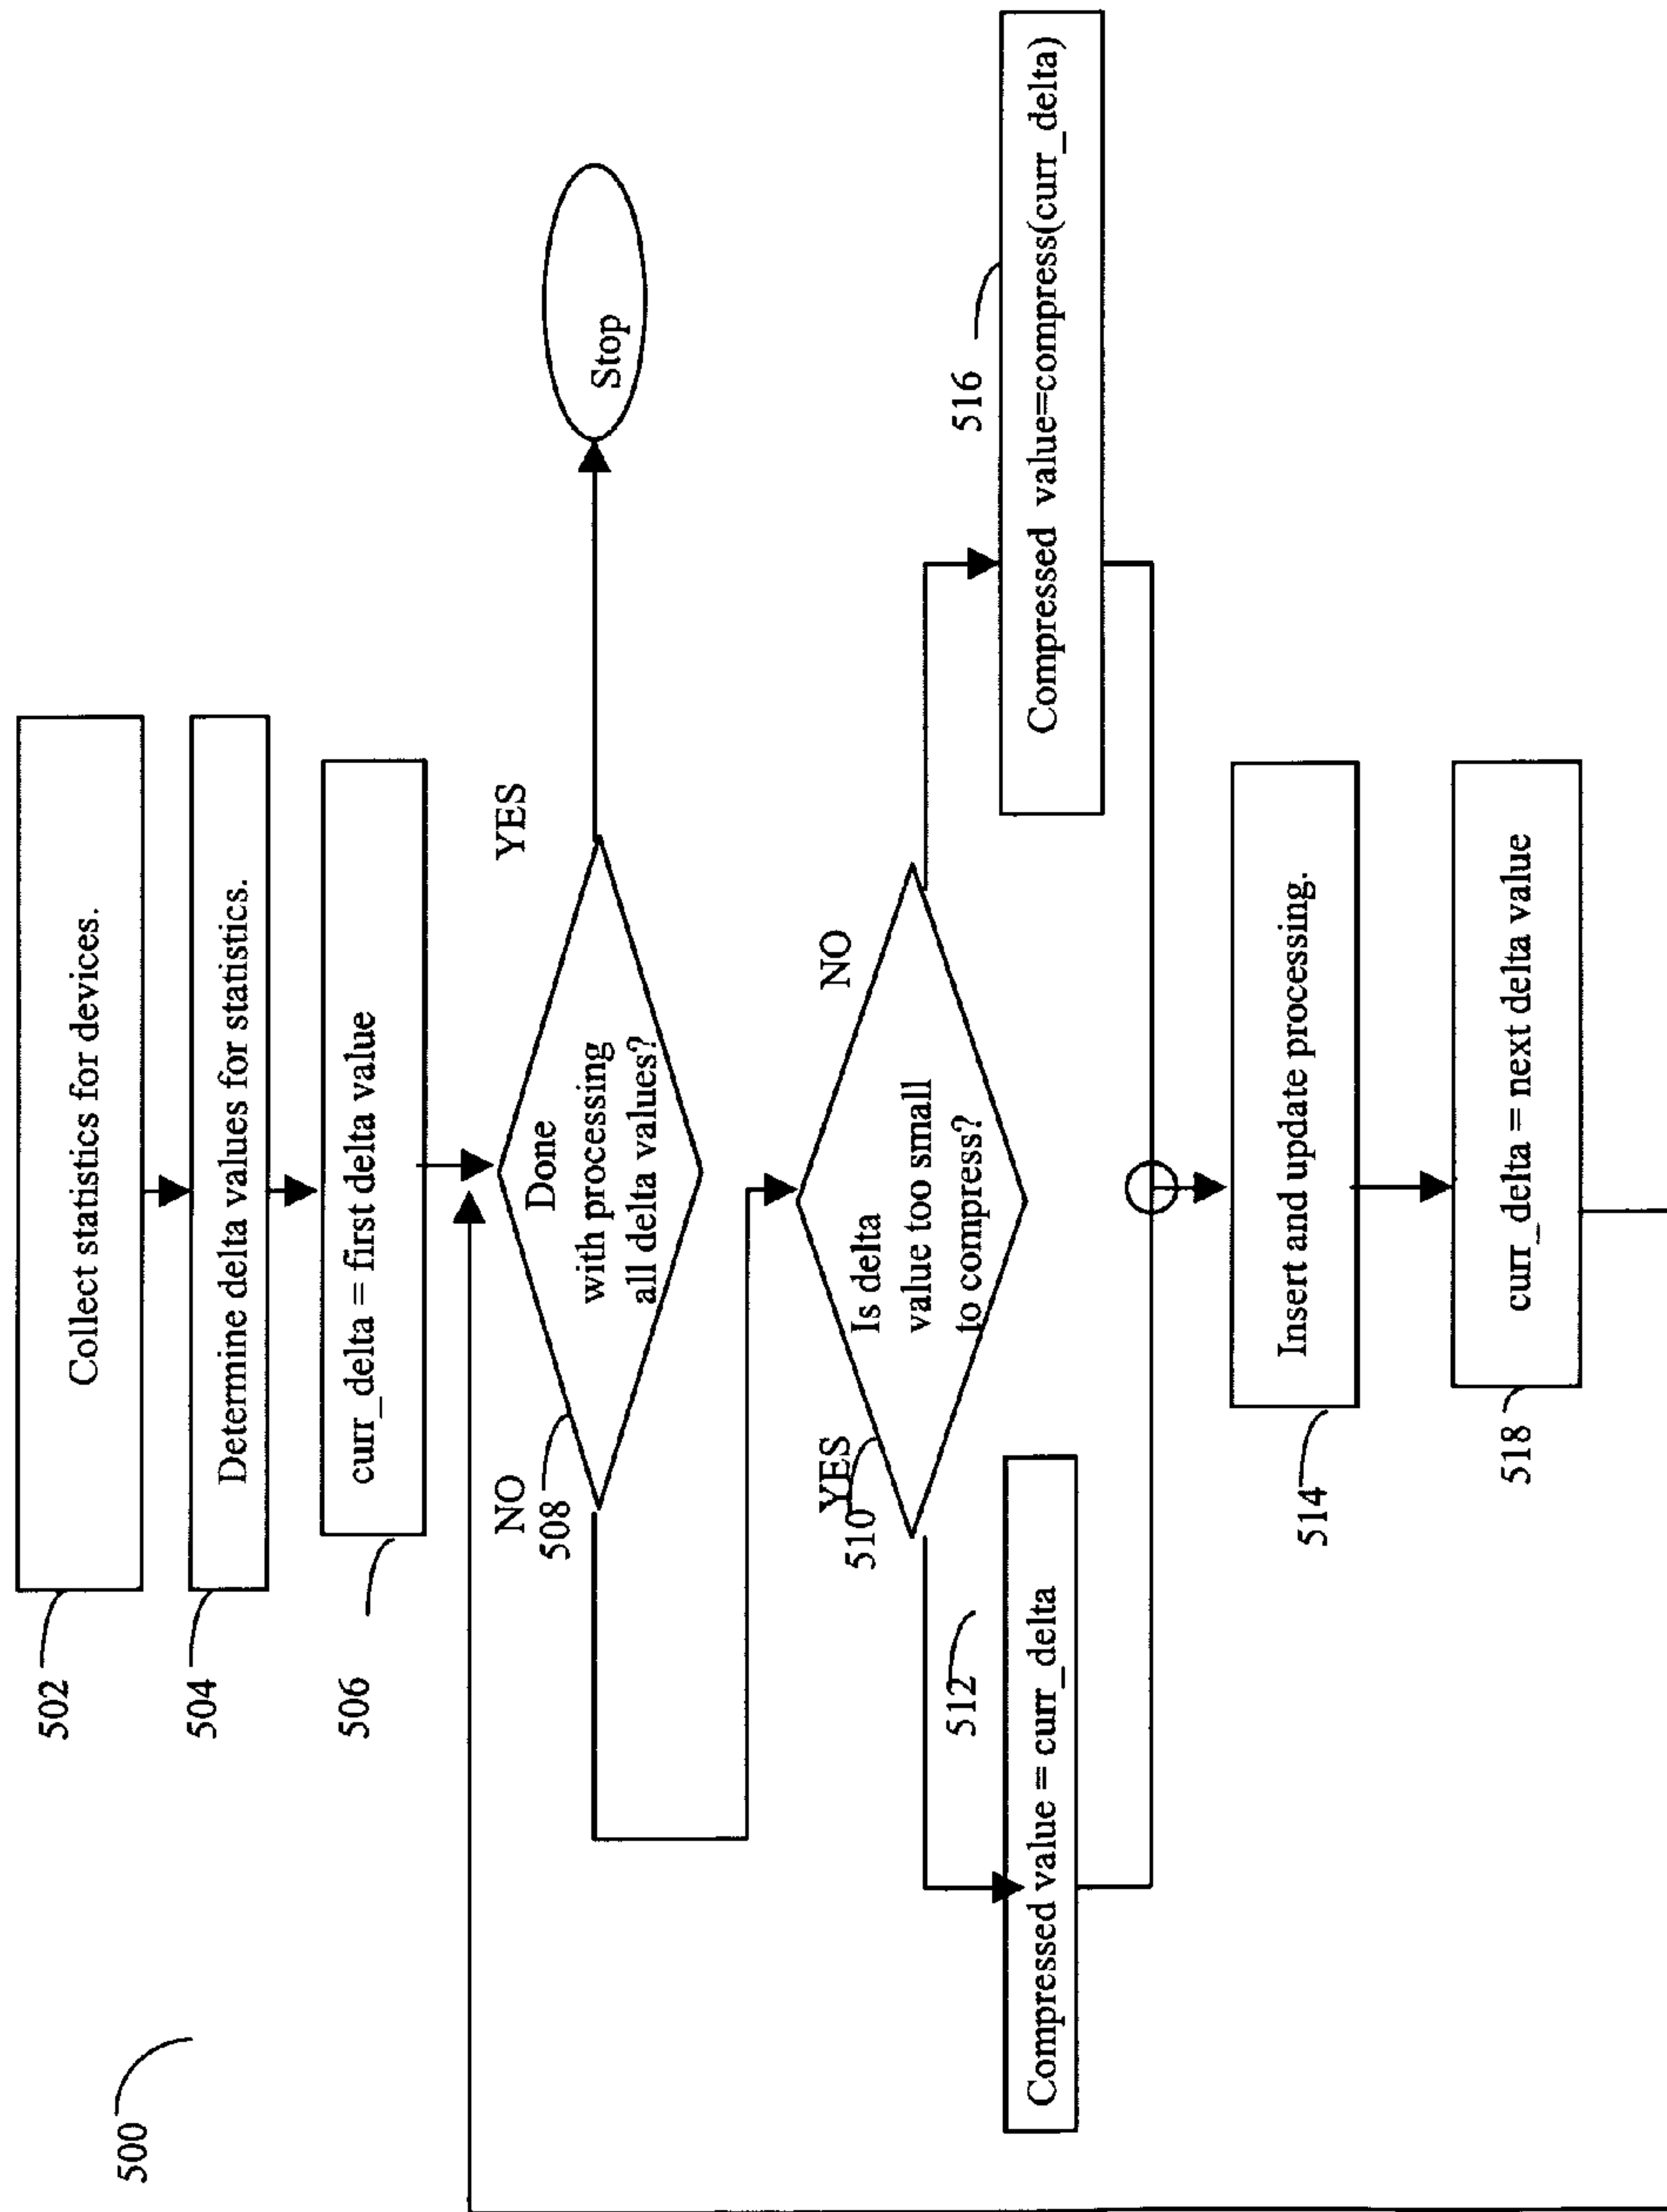 500
502
Collect statistics for devices.
504
Determine delta values for statistics.
506
curr_delta = first delta value
NO
508
Done
with processing
all delta values?
YES
Stop
YES
510
Is delta
value too small
to compress?
NO
512
Compressed value = curr_delta
516
Compressed value=compress(curr_delta)
514
Insert and update processing.
518
curr_delta = next delta value